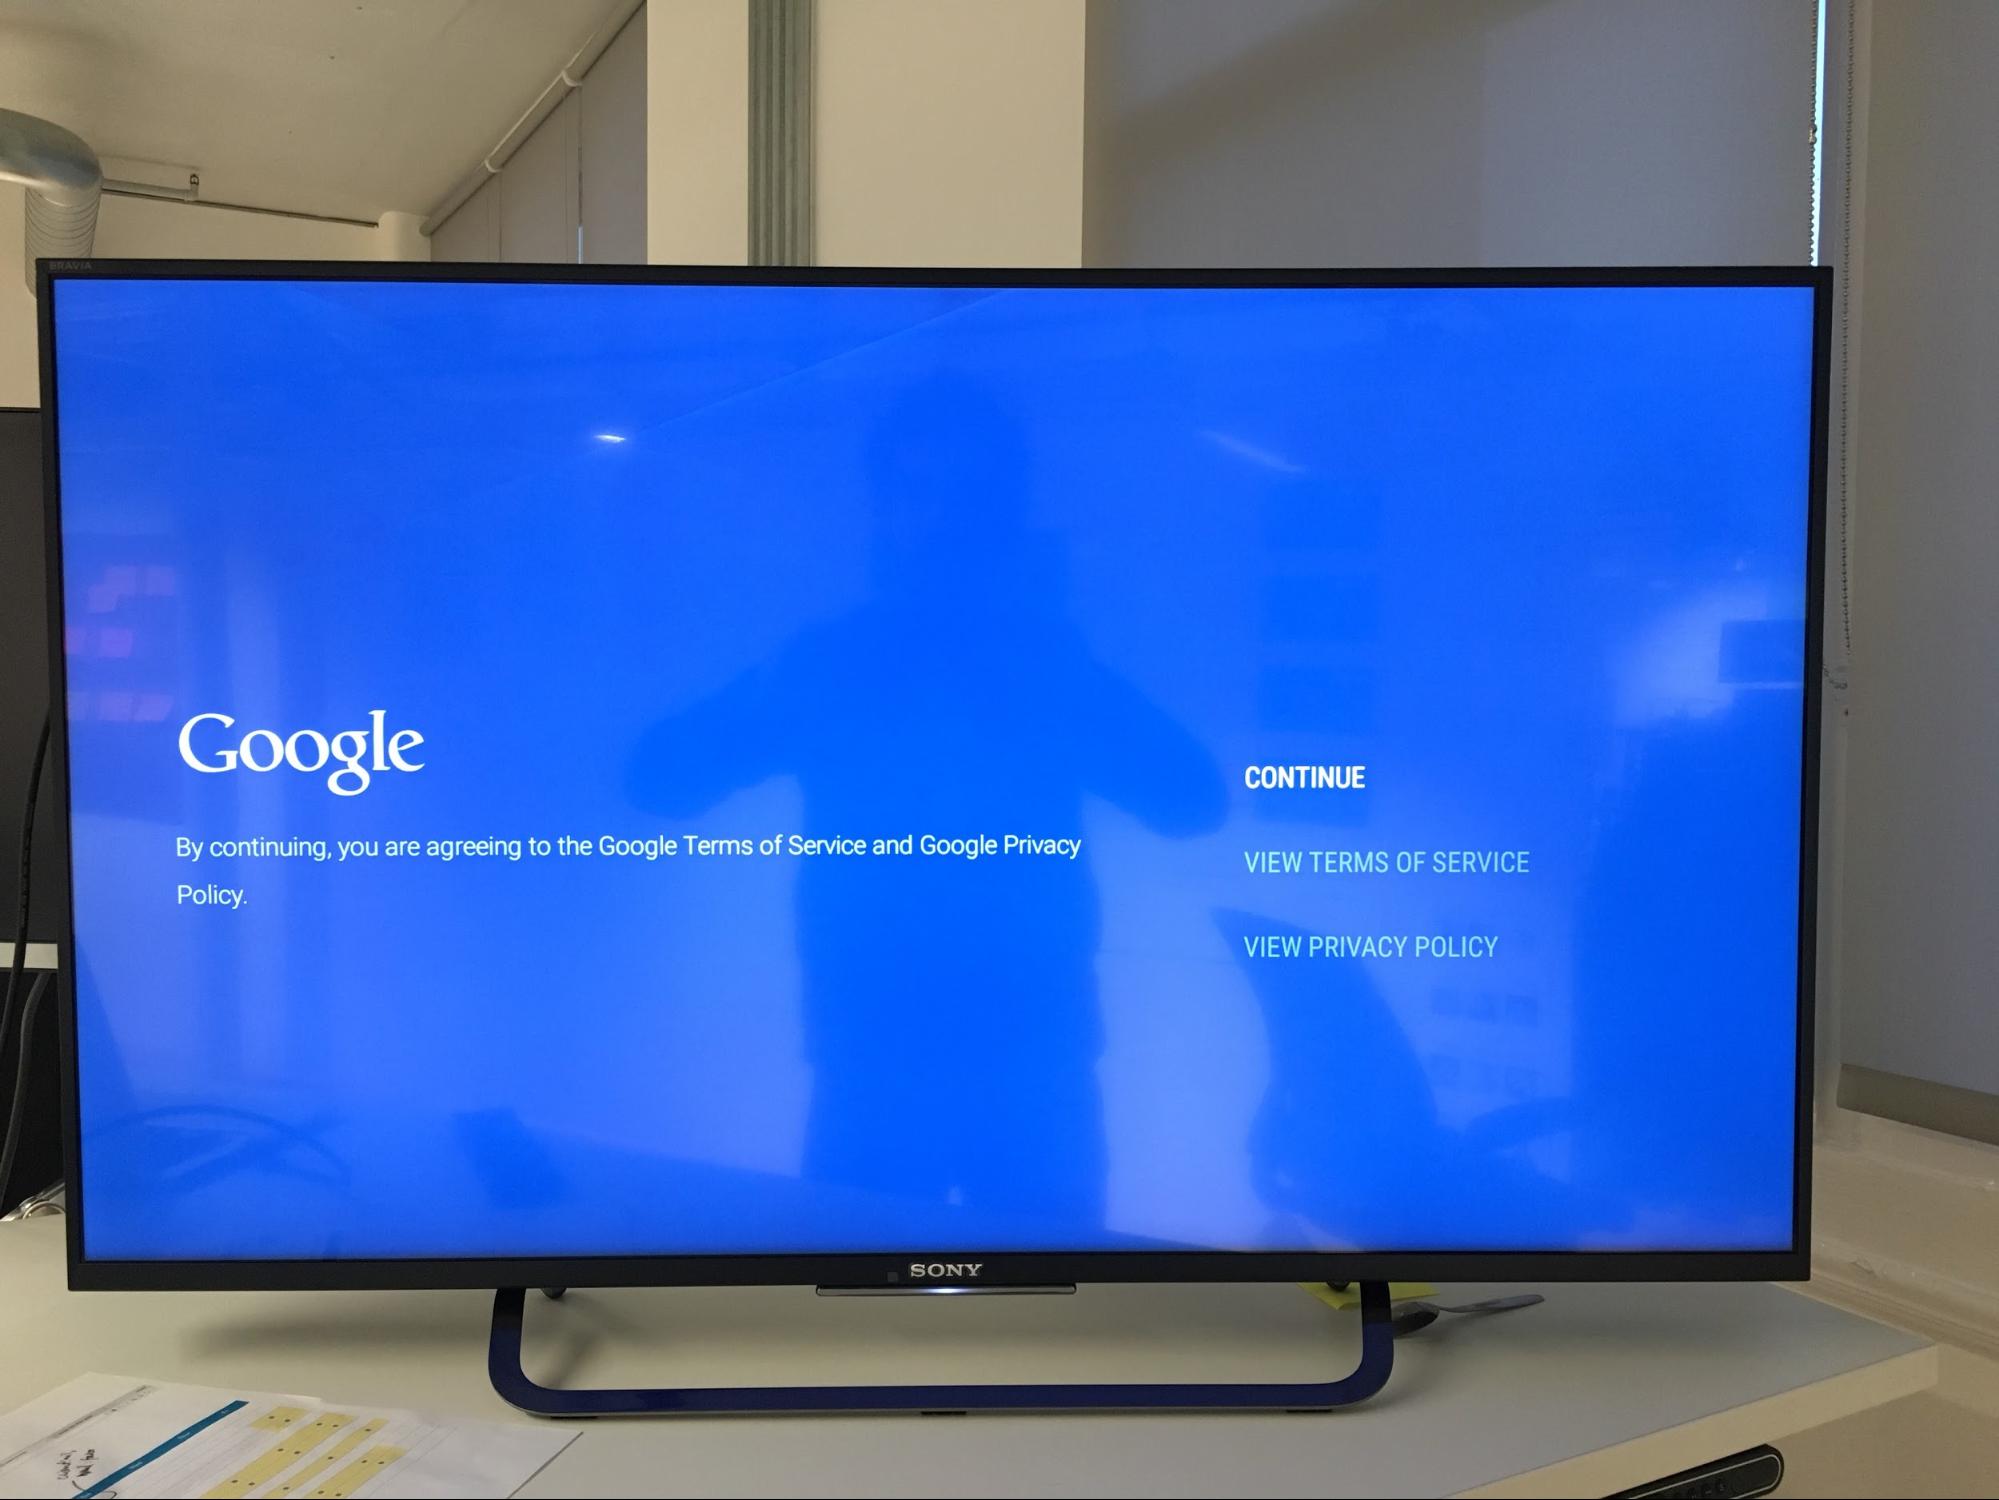 BRAVIA
Google
By continuing, you are agreeing to the Google Terms of Service and Google Privacy
Policy.
CONTINUE
VIEW TERMS OF SERVICE
VIEW PRIVACY POLICY
SONY